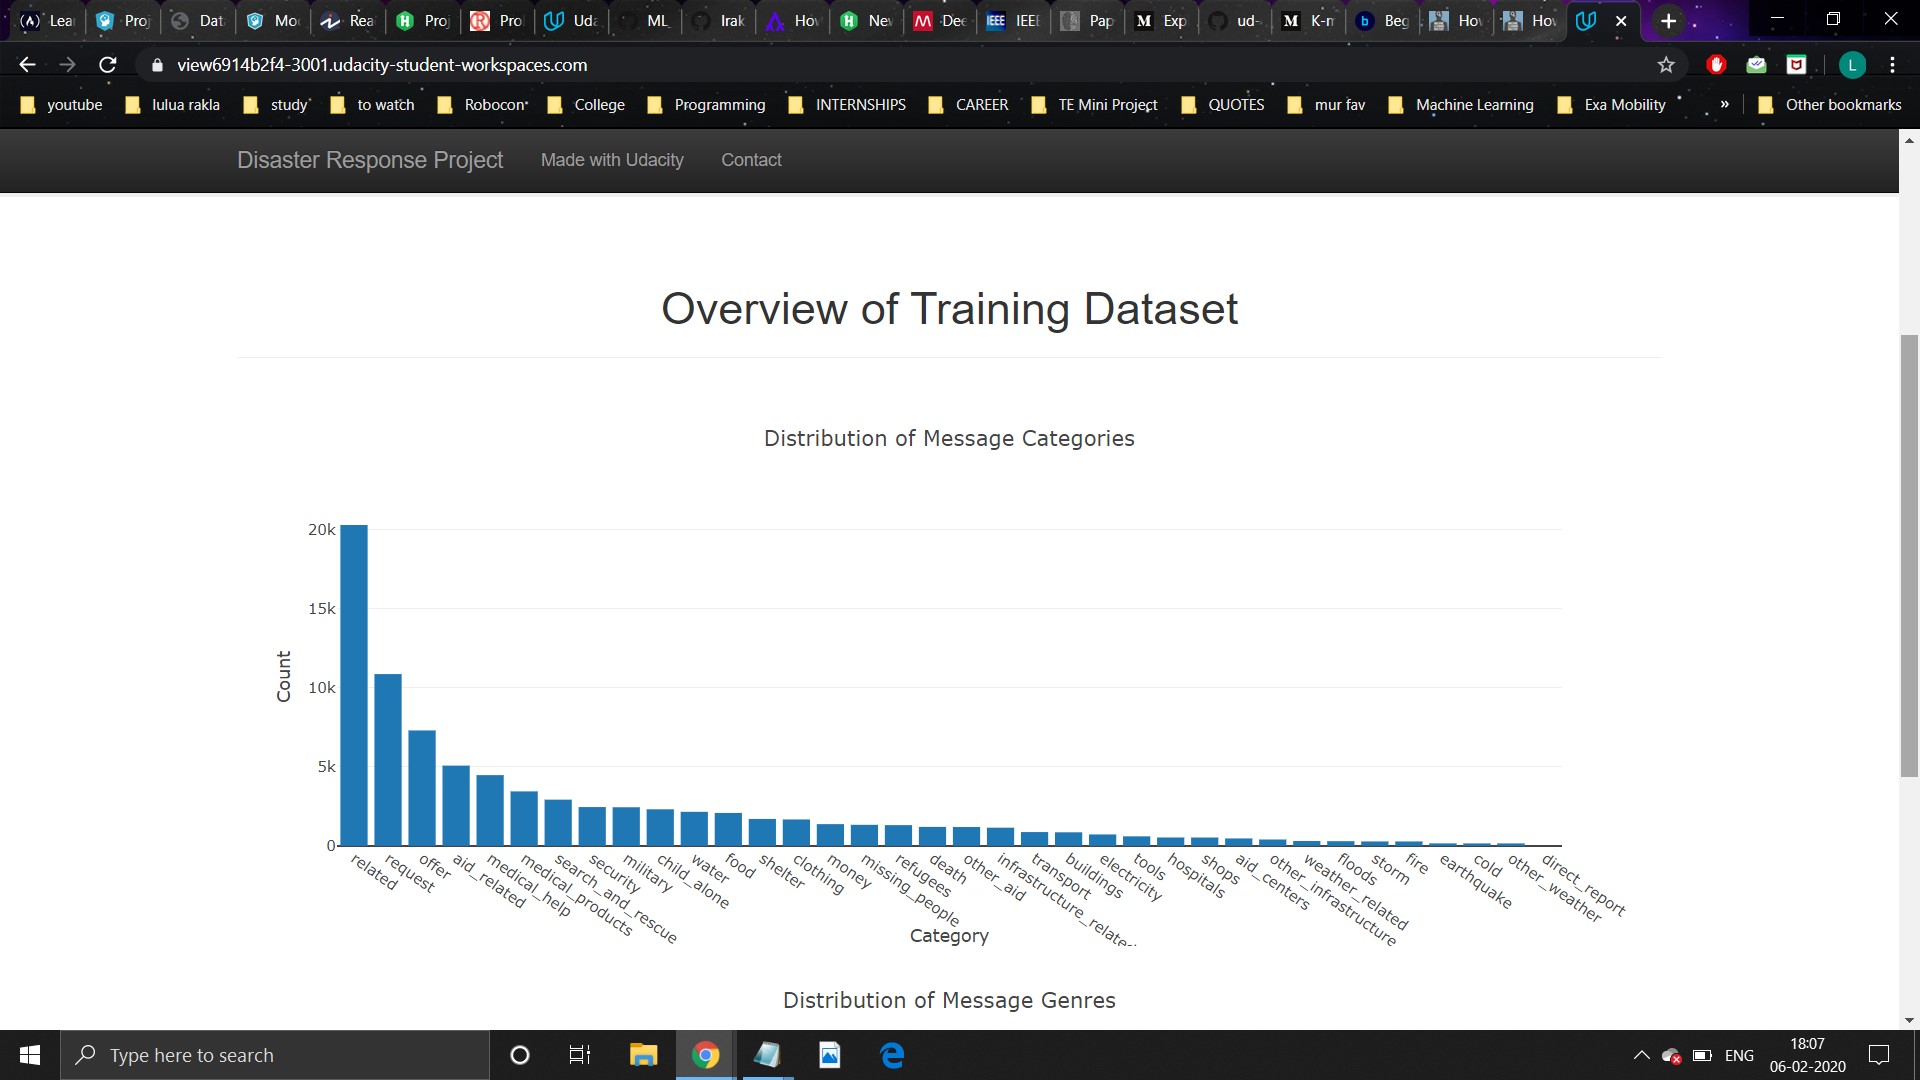 Lea Proj Dat Mo Rea Proj Pro Uda ML Irak How New Dee IEEE Pap Exp ud- K-m Beg How How
view6914b2f4-3001.udacity-student-workspaces.com
youtube lulua rakla study to watch Robocon College Programming INTERNSHIPS CAREER TE Mini Project QUOTES mur fav Machine Learning Exa Mobility » Other bookmarks
Disaster Response Project Made with Udacity Contact
Overview of Training Dataset
Distribution of Message Categories
20k
15k
10k
5k
0
Count
related
request
offer
aid_related
medical_help
medical_products
search_and_rescue
security
military
child_alone
water
food
shelter
clothing
money
missing_people
refugees
death
other_aid
infrastructure_related
transport
buildings
electricity
tools
hospitals
shops
aid_centers
other_infrastructure
weather_related
floods
storm
fire
earthquake
cold
other_weather
direct_report
Category
Distribution of Message Genres
Type here to search
ENG
18:07
06-02-2020